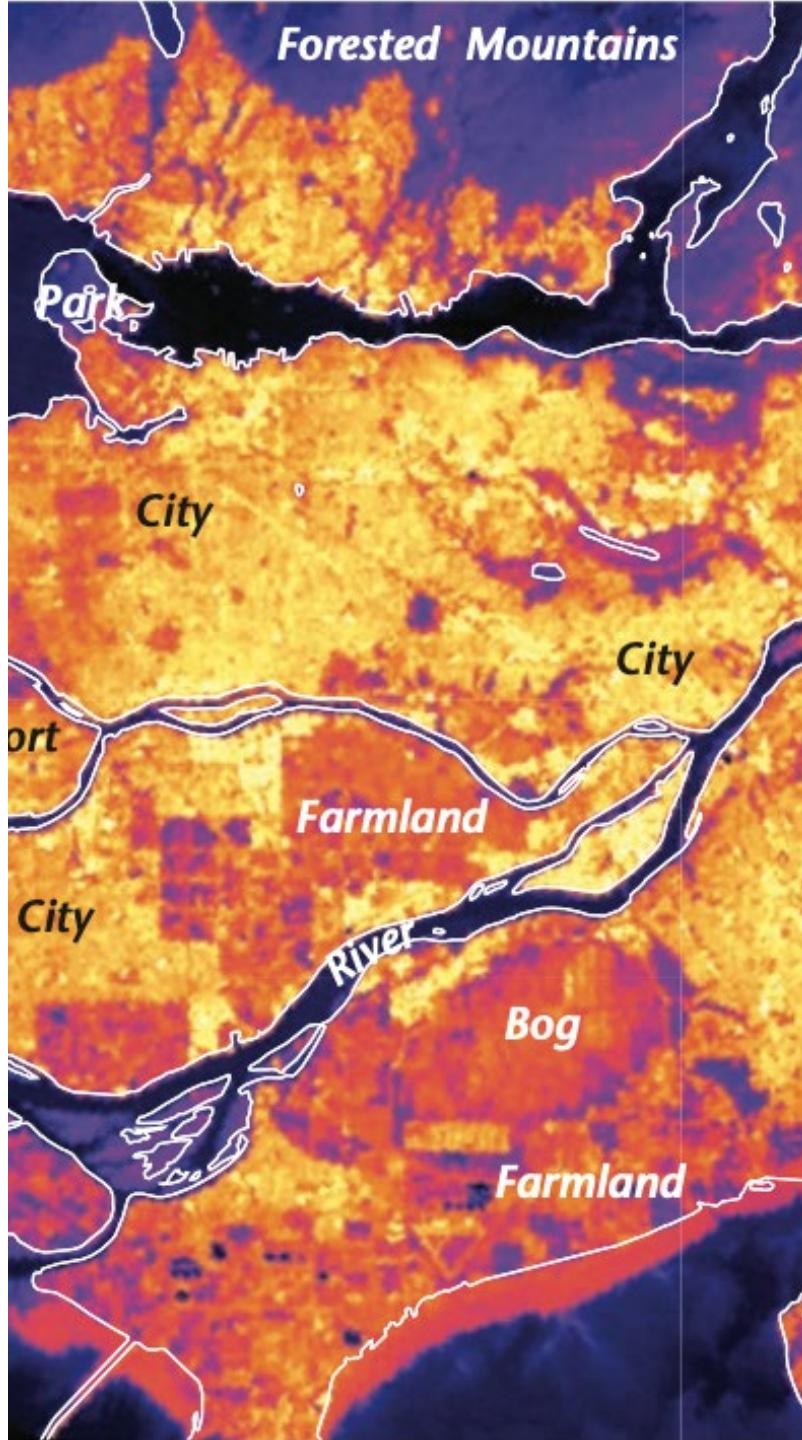 Forested Mountains
Park
City
City
ort
Farmland
City
River
Bog
Farmland